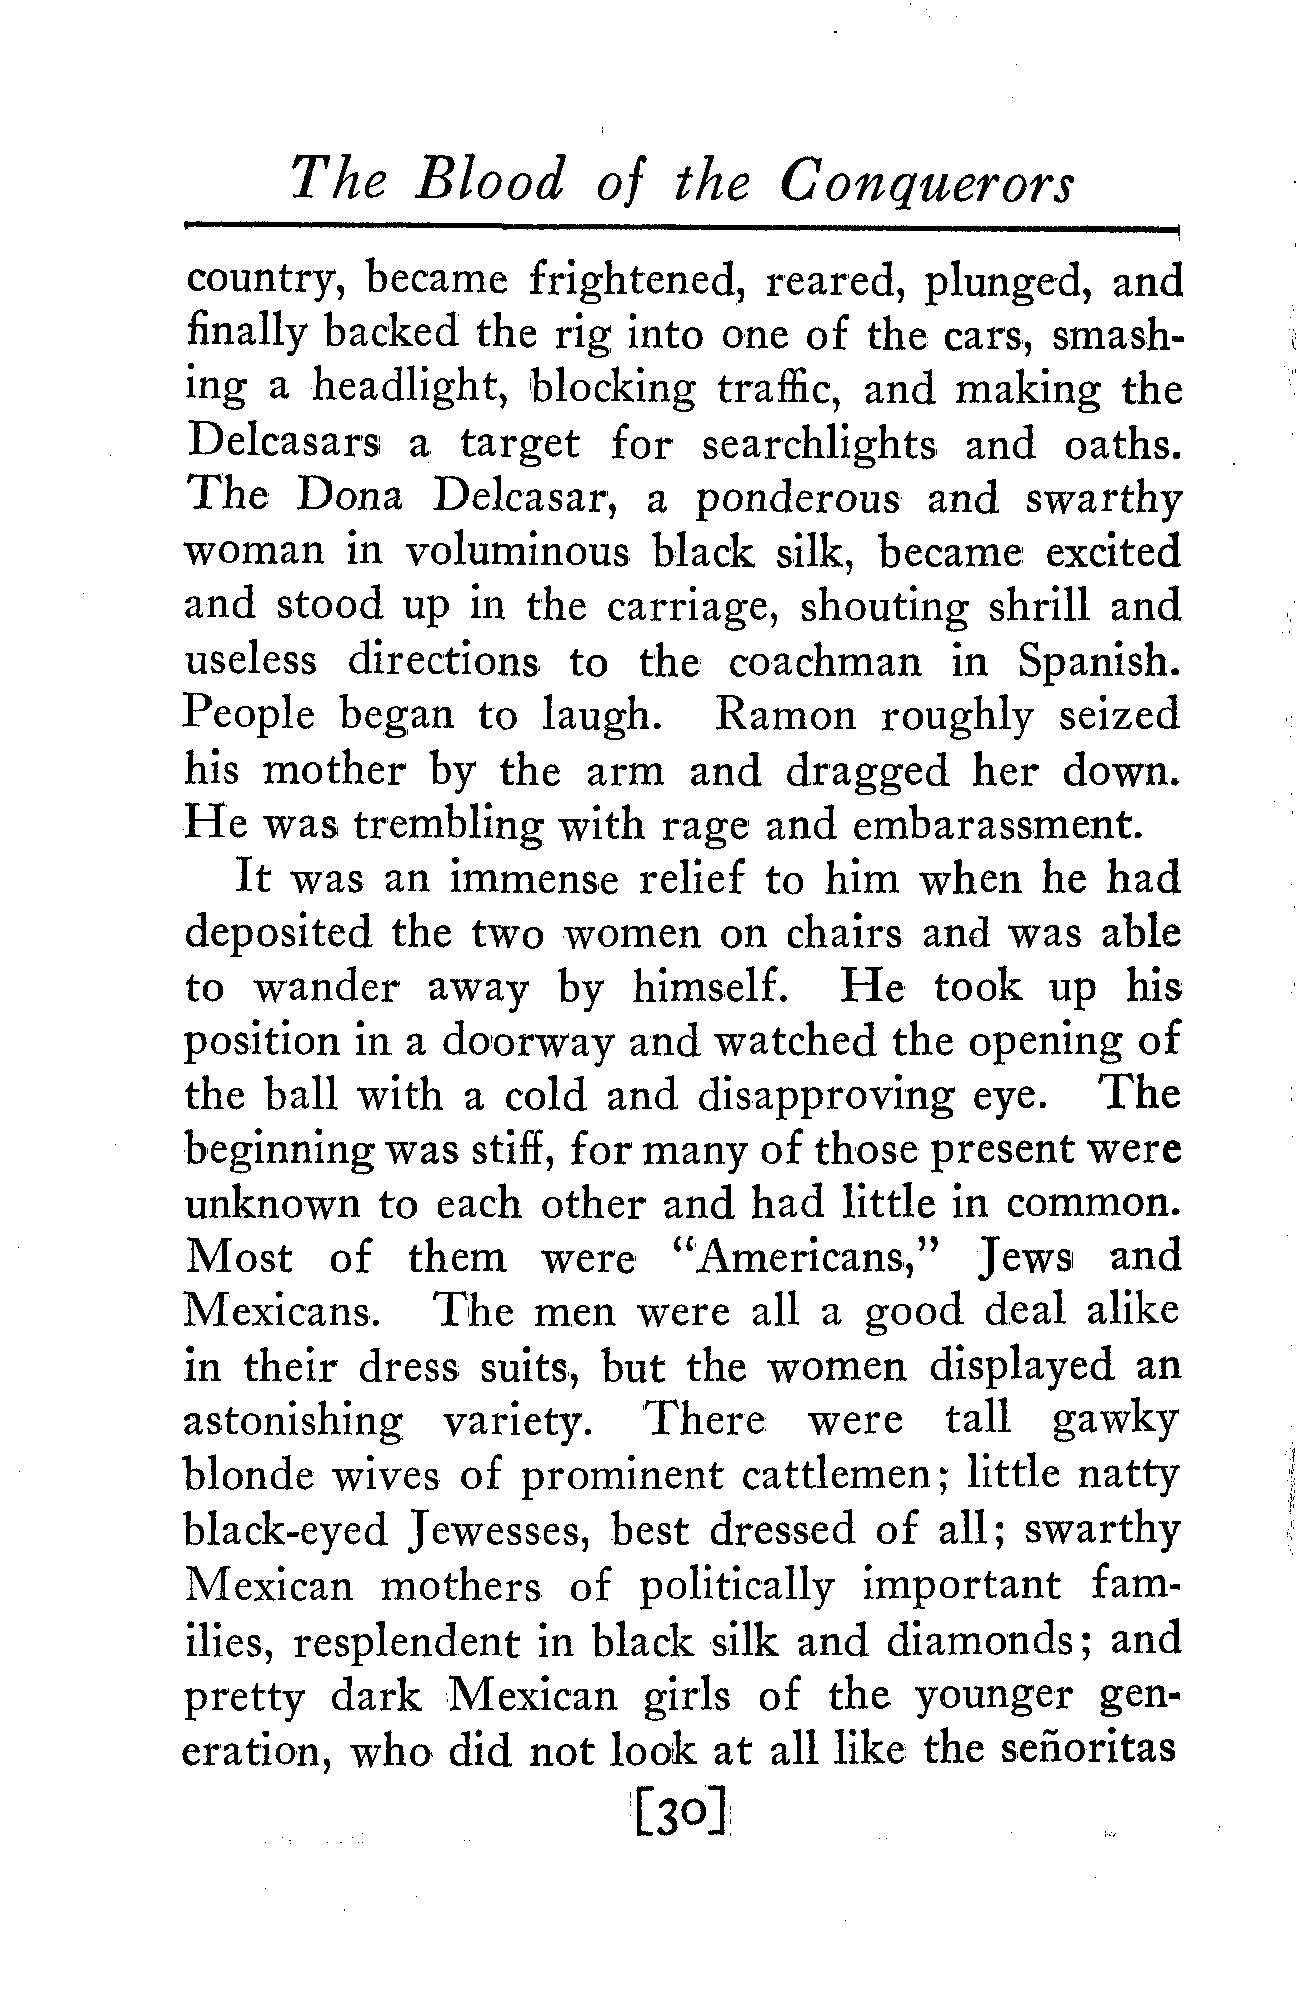 The Blood of the Conquerors
country, became frightened, reared, plunged, and
finally backed the rig into one of the cars, smash-
ing a headlight, blocking traffic, and making the
Delcasars a target for searchlights and oaths.
The Dona Delcasar, a ponderous and swarthy
woman in voluminous black silk, became excited
and stood up in the carriage, shouting shrill and
useless directions to the coachman in Spanish.
People began to laugh. Ramon roughly seized
his mother by the arm and dragged her down.
He was trembling with rage and embarassment.
It was an immense relief to him when he had
deposited the two women on chairs and was able
to wander away by himself. He took up his
position in a doorway and watched the opening of
the ball with a cold and disapproving eye. The
beginning was stiff, for many of those present were
unknown to each other and had little in common.
Most of them were "Americans," Jews and
Mexicans. The men were all a good deal alike
in their dress suits, but the women displayed an
astonishing variety. There were tall gawky
blonde wives of prominent cattlemen; little natty
black-eyed Jewesses, best dressed of all; swarthy
Mexican mothers of politically important fam-
ilies, resplendent in black silk and diamonds; and
pretty dark Mexican girls of the younger gen-
eration, who did not look at all like the señoritas
[30]